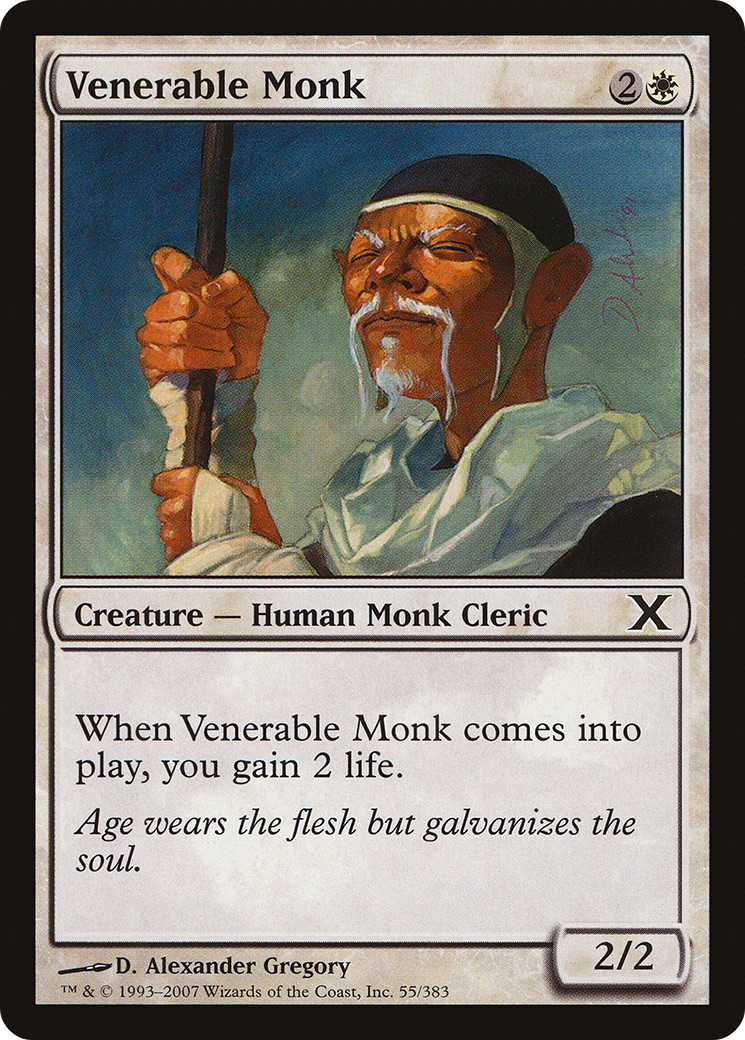 Venerable Monk 2
Creature — Human Monk Cleric X
When Venerable Monk comes into
play, you gain 2 life.
Age wears the flesh but galvanizes the
soul.
2/2
D. Alexander Gregory
™ & © 1993–2007 Wizards of the Coast, Inc. 55/383